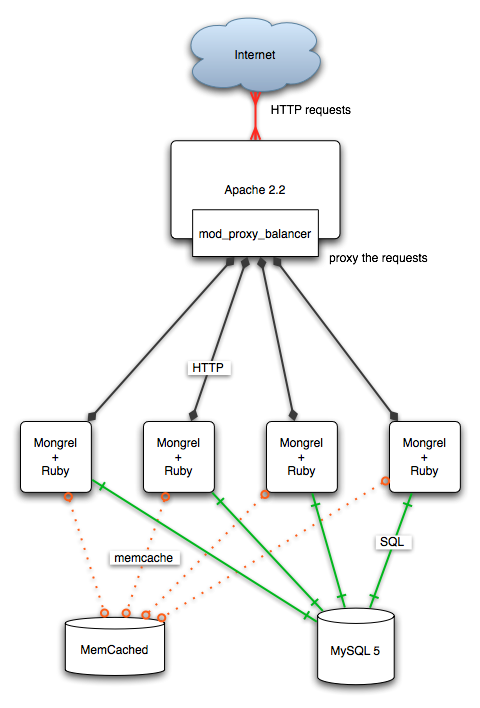 Internet
HTTP requests
Apache 2.2
mod_proxy_balancer
proxy the requests
HTTP
Mongrel
+
Ruby
Mongrel
+
Ruby
Mongrel
+
Ruby
Mongrel
+
Ruby
memcache
SQL
MemCached
MySQL 5